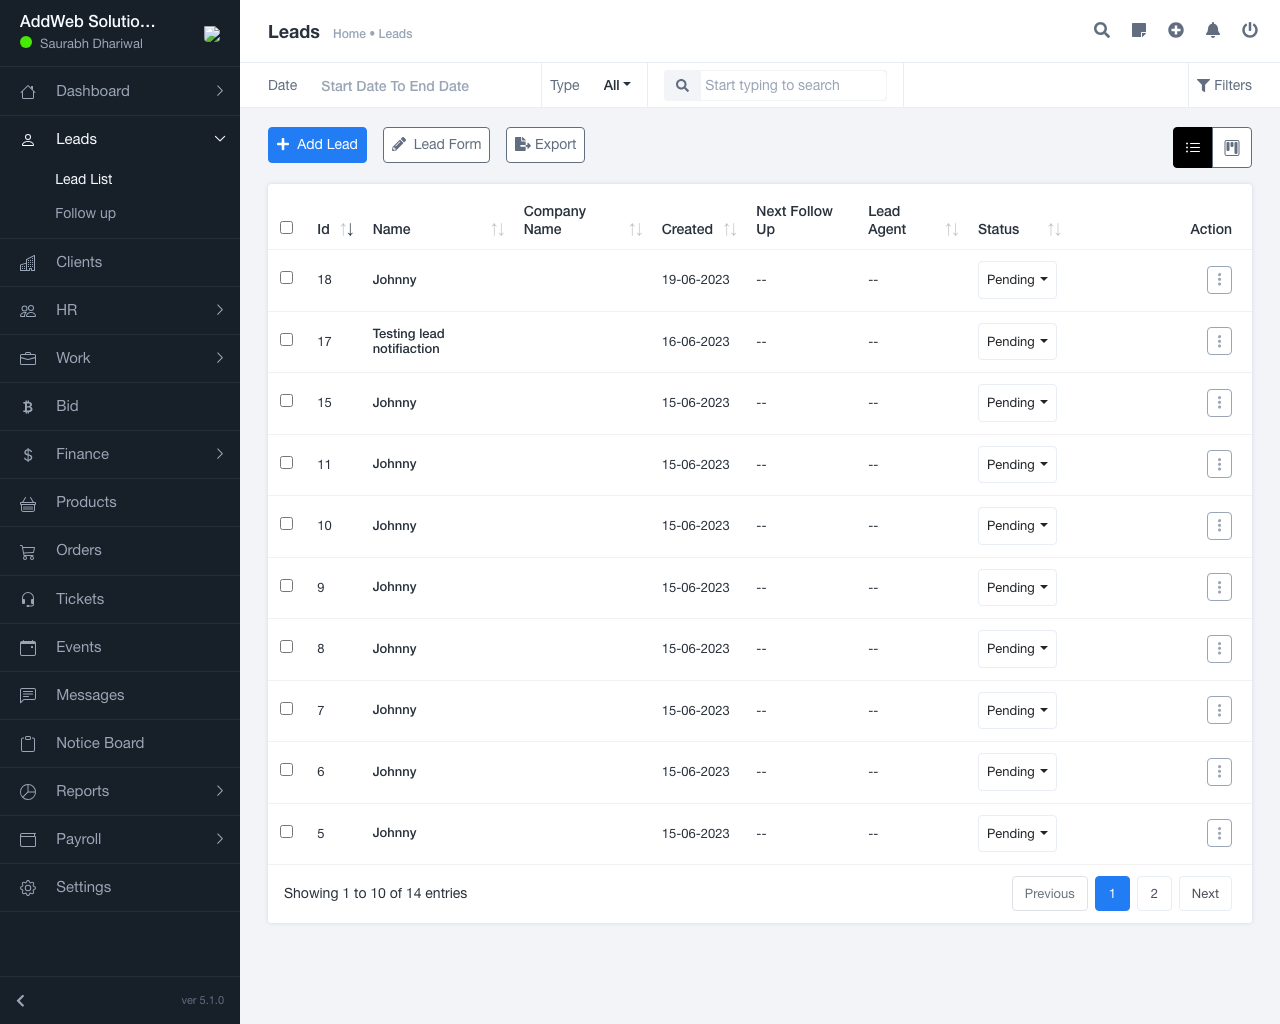 AddWeb Solutio...
Saurabh Dhariwal
Dashboard
Leads
Lead List
Follow up
Clients
HR
Work
Bid
Finance
Products
Orders
Tickets
Events
Messages
Notice Board
Reports
Payroll
Settings
ver 5.1.0
Leads Home • Leads
Date Start Date To End Date Type All Start typing to search Filters
Add Lead Lead Form Export
Id Name Company Name Created Next Follow Up Lead Agent Status Action
18 Johnny 19-06-2023 -- -- Pending
17 Testing lead notifiaction 16-06-2023 -- -- Pending
15 Johnny 15-06-2023 -- -- Pending
11 Johnny 15-06-2023 -- -- Pending
10 Johnny 15-06-2023 -- -- Pending
9 Johnny 15-06-2023 -- -- Pending
8 Johnny 15-06-2023 -- -- Pending
7 Johnny 15-06-2023 -- -- Pending
6 Johnny 15-06-2023 -- -- Pending
5 Johnny 15-06-2023 -- -- Pending
Showing 1 to 10 of 14 entries Previous 1 2 Next